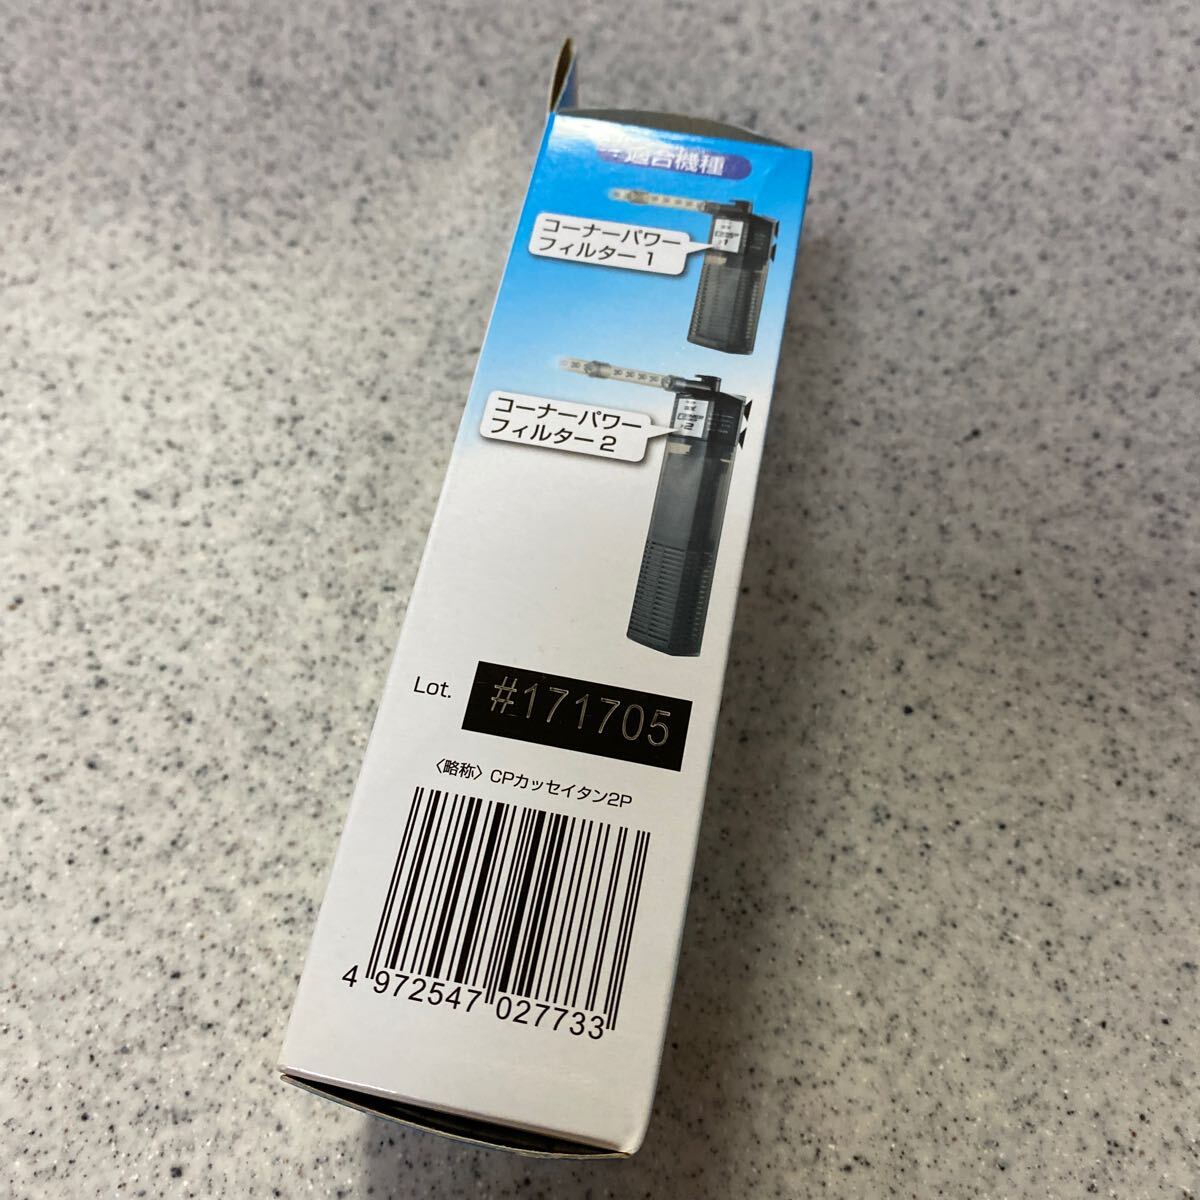 適合機種
コーナーパワー
フィルター1
コーナーパワー
フィルター2
Lot. #171705
〈略称〉CPカッセイタン2P
4 972547 027733